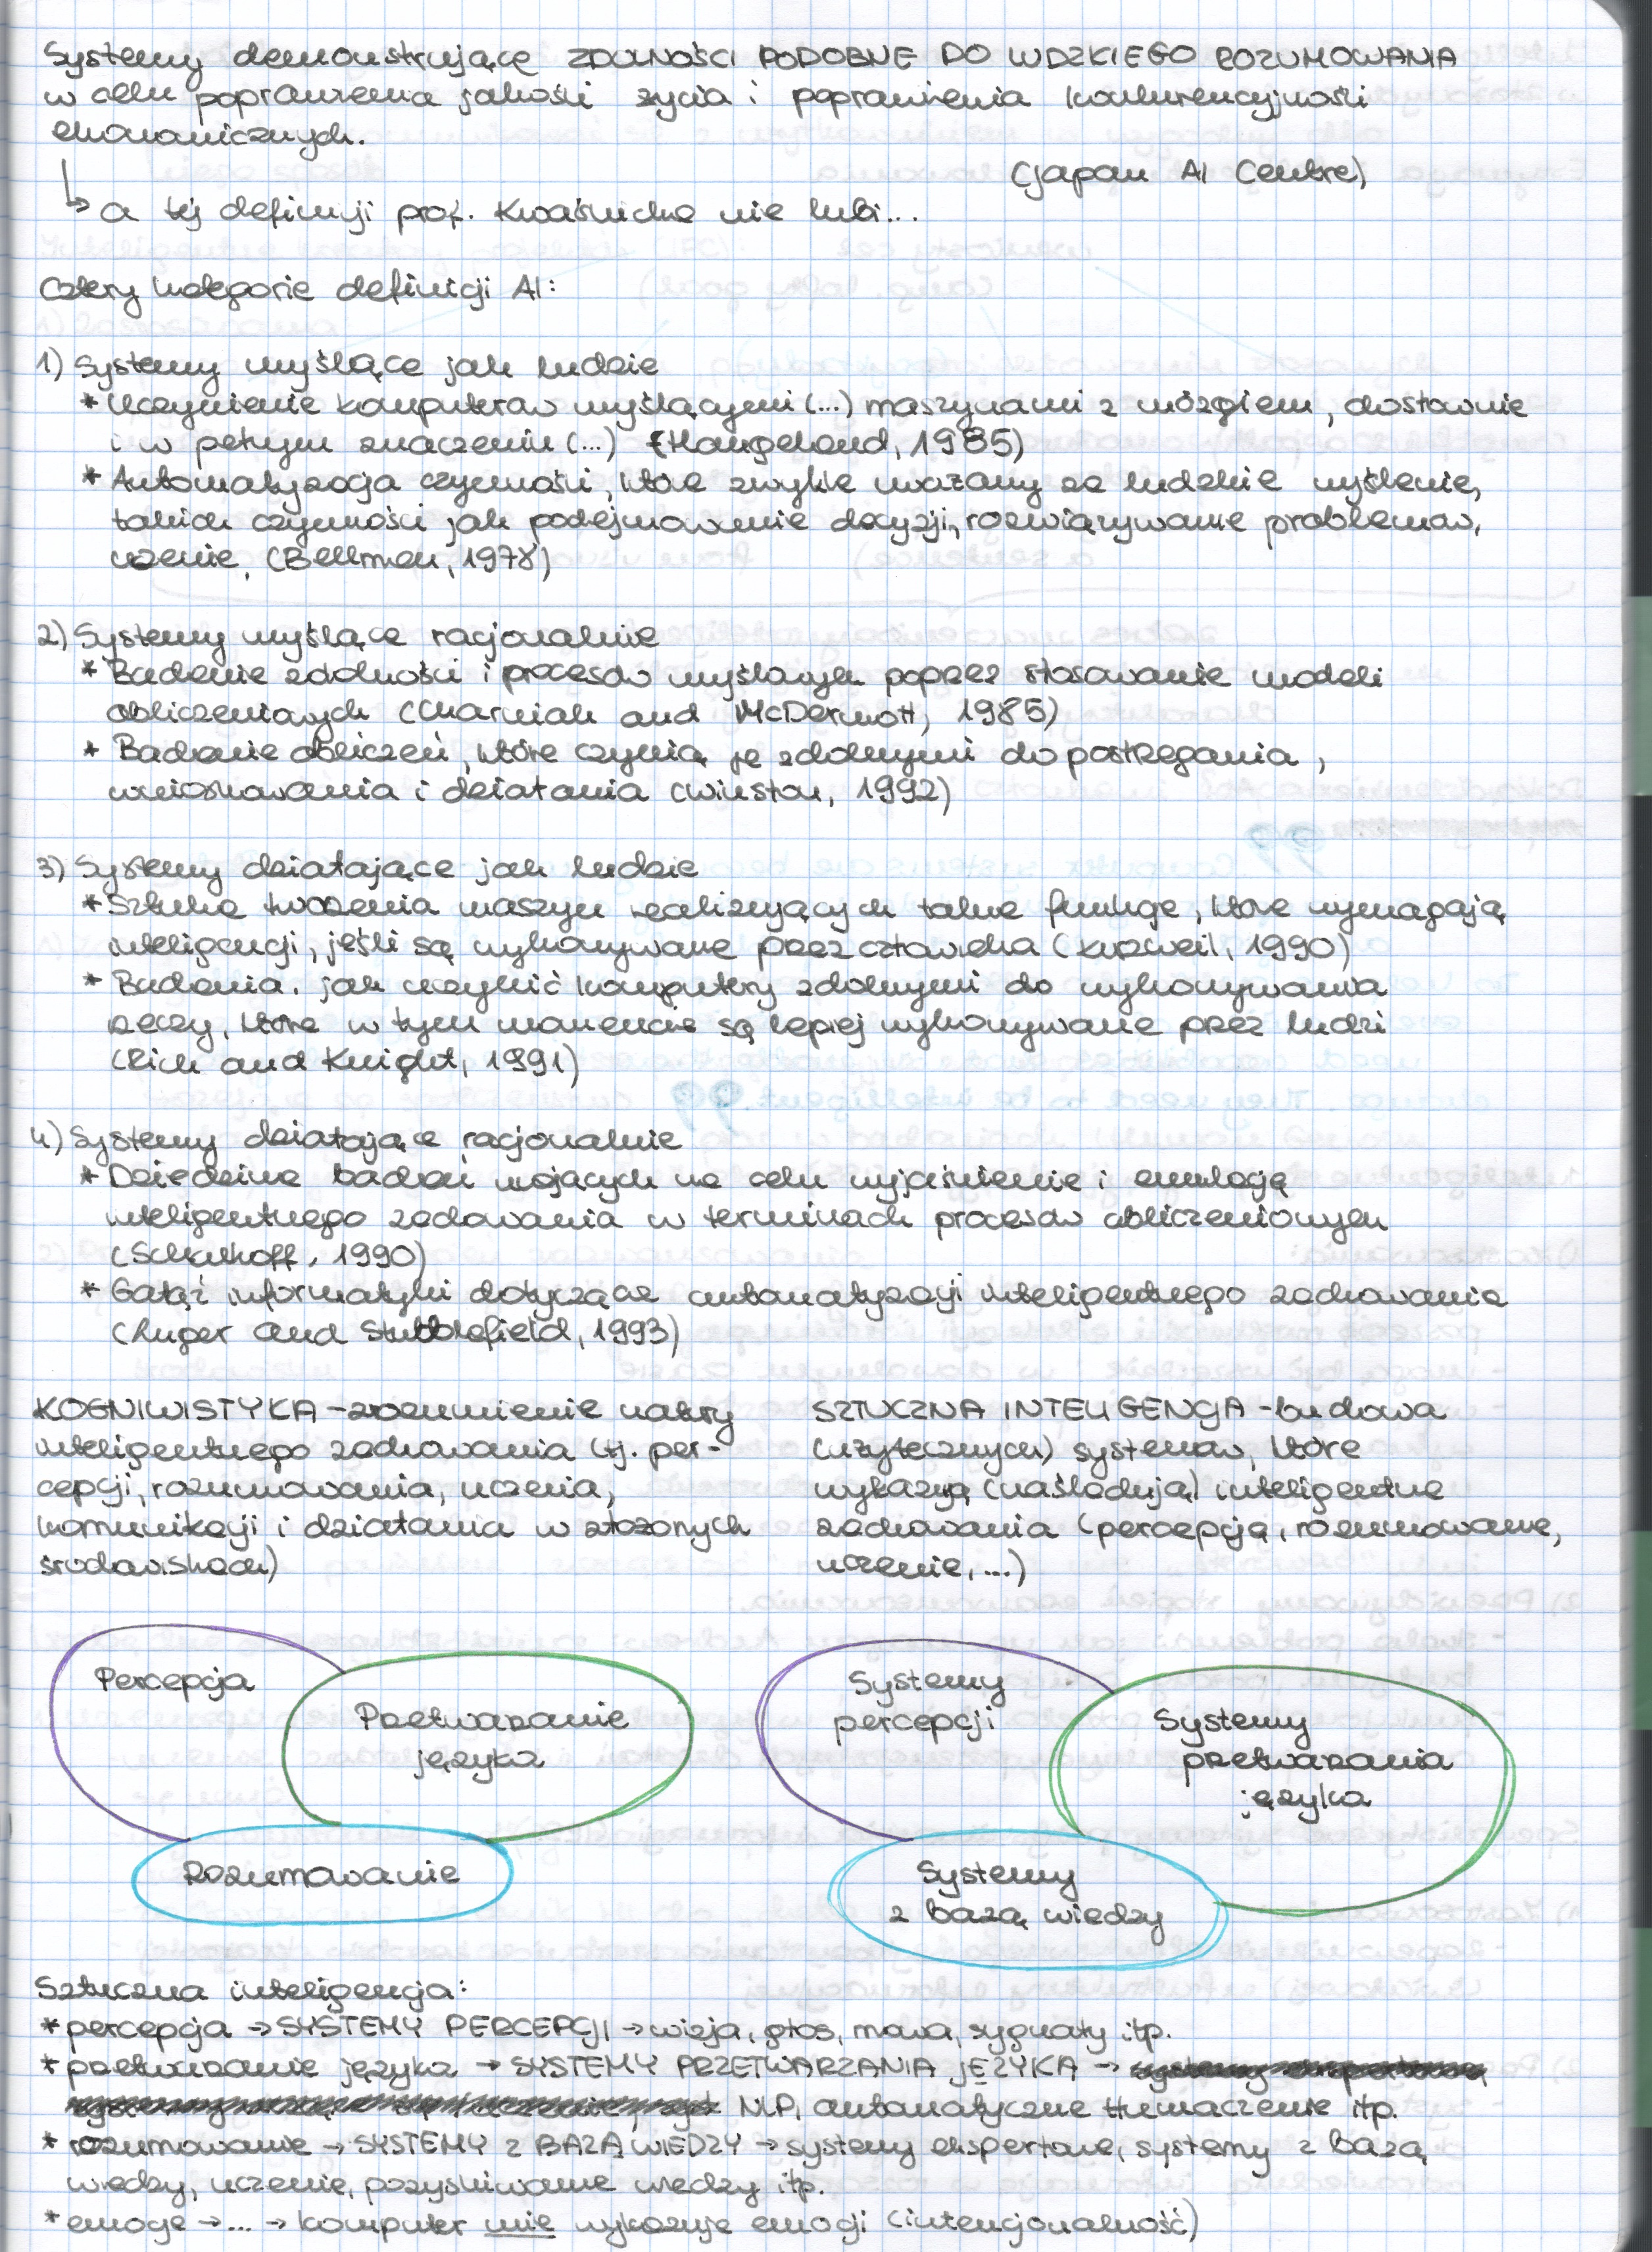 Systemy demonstrujące ZDOLNOŚCI PODOBNE DO LUDZKIEGO ROZUMOWANIA
w celu poprawienia jakości życia i poprawienia konkurencyjności
ekonomicznych.
(Japan AI Centre)
↳ a tej definicji prof. Kwaśnicka nie lubi...
Cztery kategorie definicji AI:
1) Systemy myślące jak ludzie
* Uczynienie komputerów myślącymi (...) maszynami z mózgiem, dosłownie
i w pełnym znaczeniu (...) (Haugeland, 1985)
* Automatyzacja czynności, które zwykle uważamy za ludzkie myślenie,
takich czynności jak podejmowanie decyzji, rozwiązywanie problemów,
uczenie. (Bellman, 1978)
2) Systemy myślące racjonalnie
* Badanie zdolności i procesów myślowych poprzez stosowanie modeli
obliczeniowych (Charniak and McDermott, 1985)
* Badanie obliczeń, które czynią je zdolnymi do postrzegania,
wnioskowania i działania (Winston, 1992)
3) Systemy działające jak ludzie
* Sztuka tworzenia maszyn realizujących takie funkcje, które wymagają
inteligencji, jeśli są wykonywane przez człowieka (Kurzweil, 1990)
* Badania, jak uczynić komputery zdolnymi do wykonywania
rzeczy, które w tym momencie są lepiej wykonywane przez ludzi
(Rich and Knight, 1991)
4) Systemy działające racjonalnie
* Dziedzina badań mających na celu wyjaśnienie i emulację
inteligentnego zachowania w terminach procesów obliczeniowych
(Schalkoff, 1990)
* Gałąź informatyki dotycząca automatyzacji inteligentnego zachowania
(Luger and Stubblefield, 1993)
KOGNIWISTYKA - zrozumienie natury
inteligentnego zachowania (tj. per-
cepcji, rozumowania, uczenia,
komunikacji i działania w złożonych
środowiskach)
SZTUCZNA INTELIGENCJA - budowa
(użytecznych) systemów, które
wykazują (naśladują) inteligentne
zachowania (percepcja, rozumowanie,
uczenie, ...)
Percepcja
Przetwarzanie
języka
Rozumowanie
Systemy
percepcji
Systemy
przetwarzania
języka
Systemy
z bazą wiedzy
Sztuczna inteligencja:
* percepcja → SYSTEMY PERCEPCJI → wizja, głos, mowa, sygnały itp.
* przetwarzanie języka → SYSTEMY PRZETWARZANIA JĘZYKA →
NLP, automatyczne tłumaczenie itp.
* rozumowanie → SYSTEMY Z BAZĄ WIEDZY → systemy ekspertowe, systemy z bazą
wiedzy, uczenie, pozyskiwanie wiedzy itp.
* emocje → ... → komputer nie wykazuje emocji (intencjonalność)